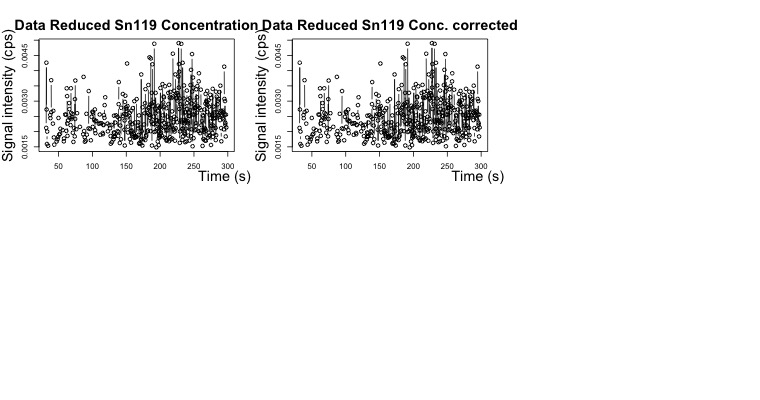 Data Reduced Sn119 Concentration
Signal intensity (cps)
0.0015 0.0030 0.0045
50 100 150 200 250 300
Time (s)
Data Reduced Sn119 Conc. corrected
Signal intensity (cps)
0.0015 0.0030 0.0045
50 100 150 200 250 300
Time (s)